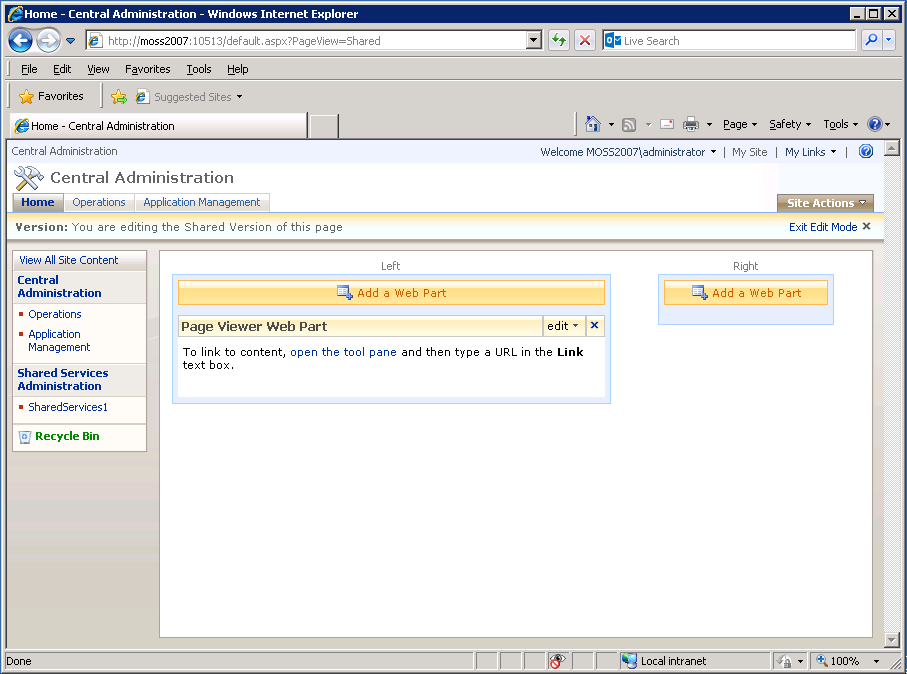 Home - Central Administration - Windows Internet Explorer
http://moss2007:10513/default.aspx?PageView=Shared
Live Search
File Edit View Favorites Tools Help
Favorites Suggested Sites
Home - Central Administration
Page Safety Tools
Central Administration
Welcome MOSS2007\administrator | My Site | My Links |
Central Administration
Home Operations Application Management
Site Actions
Version: You are editing the Shared Version of this page
Exit Edit Mode
View All Site Content
Central
Administration
Operations
Application
Management
Shared Services
Administration
SharedServices1
Recycle Bin
Left
Add a Web Part
Page Viewer Web Part
edit
To link to content, open the tool pane and then type a URL in the Link
text box.
Right
Add a Web Part
Done
Local intranet
100%